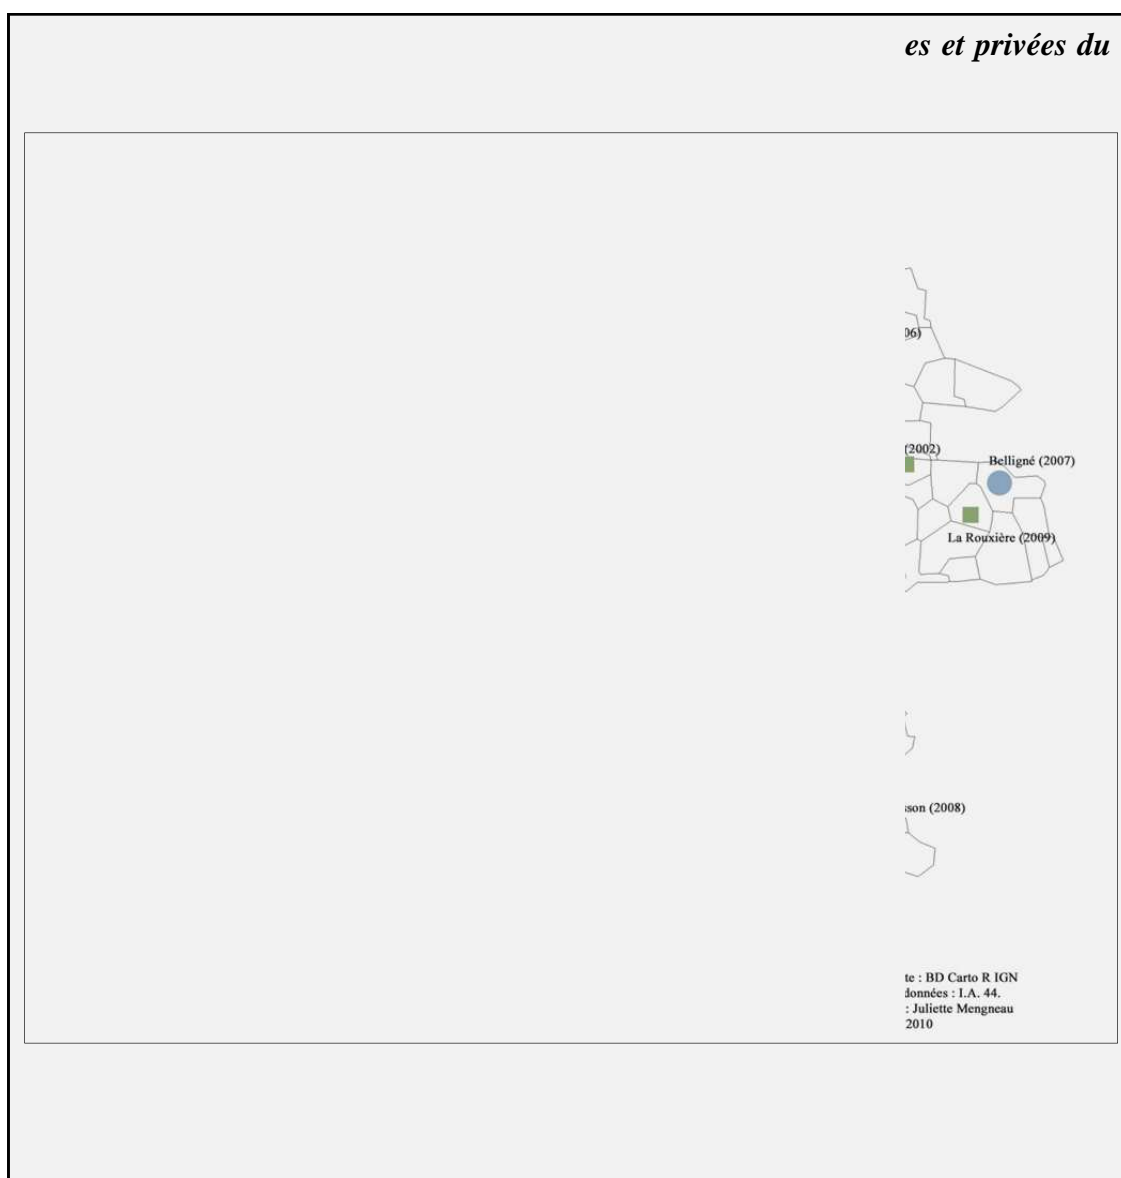 es et privées du
06)
(2002)
Belligné (2007)
La Rouxière (2009)
sson (2008)
te : BD Carto R IGN
données : I.A. 44.
: Juliette Mengneau
2010